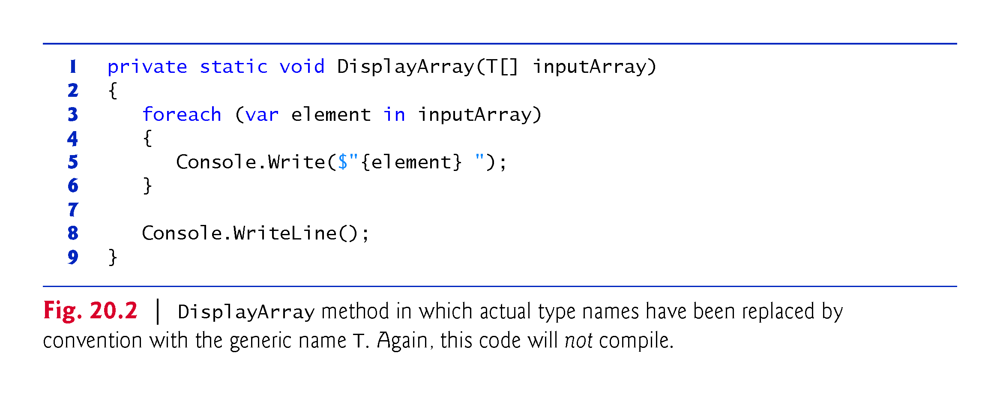 1 private static void DisplayArray(T[] inputArray)
2 {
3    foreach (var element in inputArray)
4    {
5       Console.Write($"{element} ");
6    }
7
8    Console.WriteLine();
9 }
Fig. 20.2 | DisplayArray method in which actual type names have been replaced by
convention with the generic name T. Again, this code will not compile.